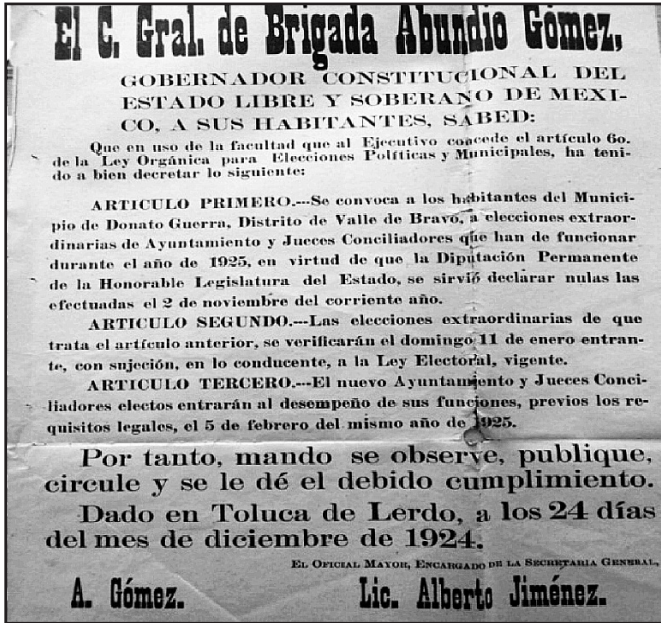 El C. Gral. de Brigada Abundio Gómez,
GOBERNADOR CONSTITUCIONAL DEL
ESTADO LIBRE Y SOBERANO DE MEXI-
CO, A SUS HABITANTES, SABED:
Que en uso de la facultad que al Ejecutivo concede el artículo 6o.
de la Ley Orgánica para Elecciones Políticas y Municipales, ha teni-
do a bien decretar lo siguiente:
ARTICULO PRIMERO.---Se convoca a los habitantes del Munici-
pio de Donato Guerra, Distrito de Valle de Bravo, a elecciones extraor-
dinarias de Ayuntamiento y Jueces Conciliadores que han de funcionar
durante el año de 1925, en virtud de que la Diputación Permanente
de la Honorable Legislatura del Estado, se sirvió declarar nulas las
efectuadas el 2 de noviembre del corriente año.
ARTICULO SEGUNDO.---Las elecciones extraordinarias de que
trata el artículo anterior, se verificarán el domingo 11 de enero entran-
te, con sujeción, en lo conducente, a la Ley Electoral, vigente.
ARTICULO TERCERO.---El nuevo Ayuntamiento y Jueces Conci-
liadores electos entrarán al desempeño de sus funciones, previos los re-
quisitos legales, el 5 de febrero del mismo año de 1925.
Por tanto, mando se observe, publique,
circule y se le dé el debido cumplimiento.
Dado en Toluca de Lerdo, a los 24 días
del mes de diciembre de 1924.
EL OFICIAL MAYOR, ENCARGADO DE LA SECRETARIA GENERAL,
A. Gómez. Lic. Alberto Jiménez.